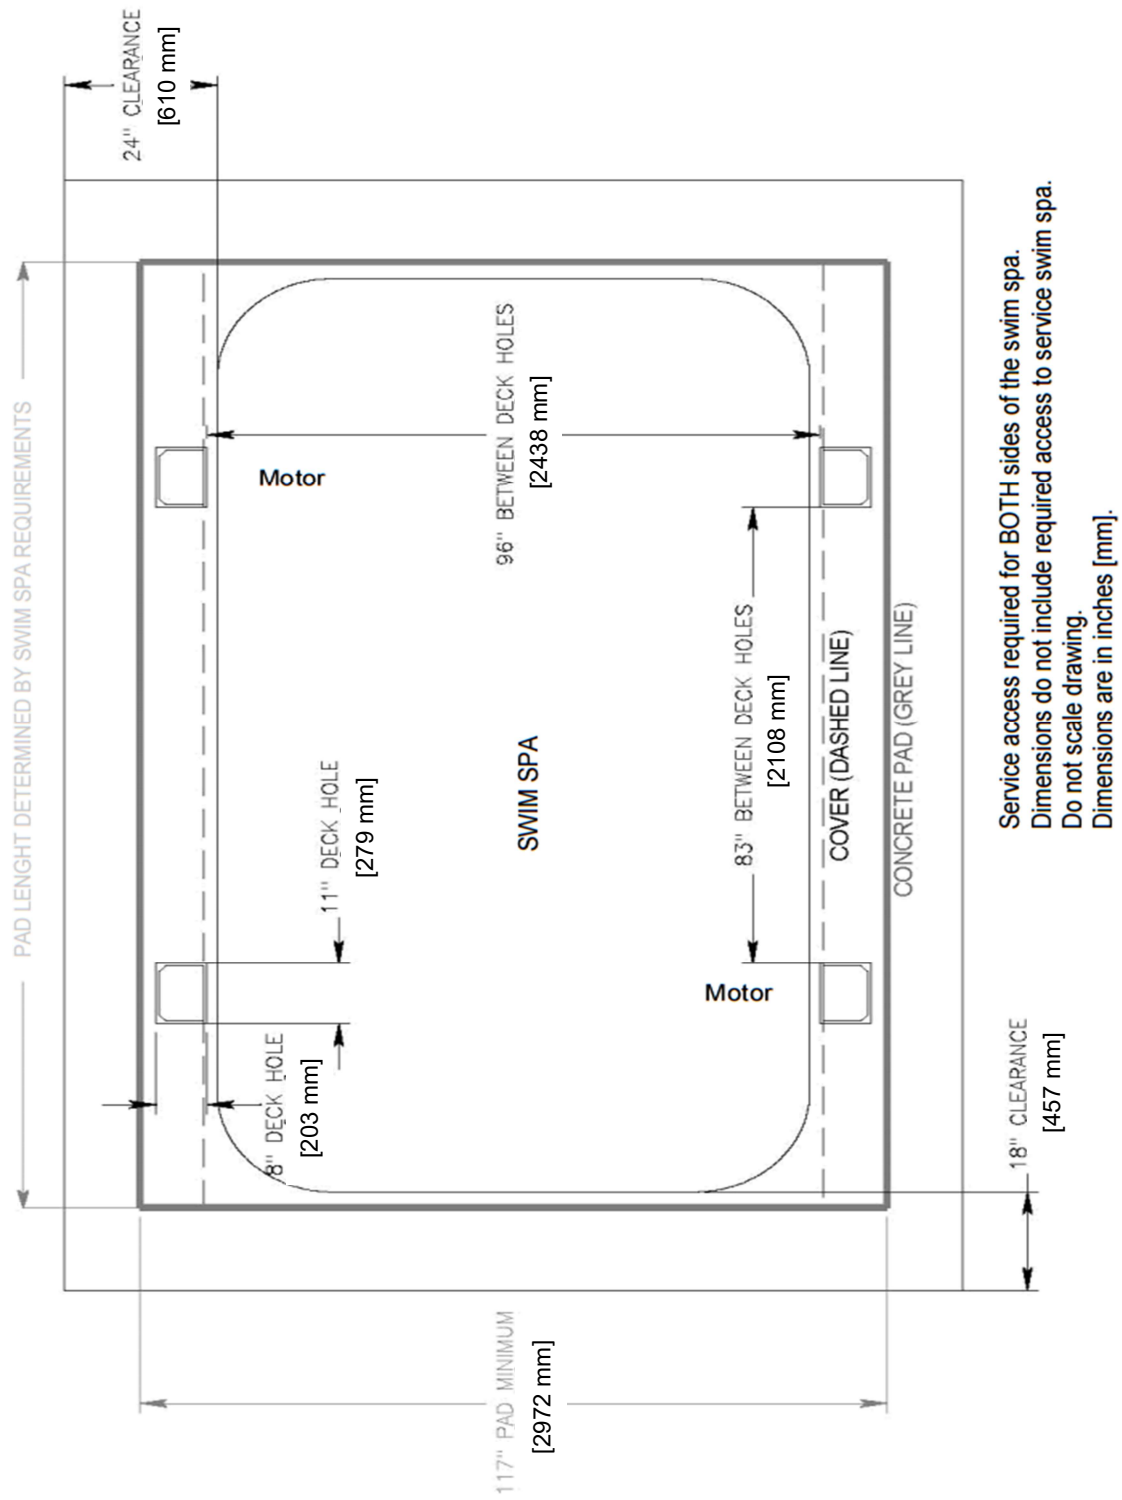 PAD LENGHT DETERMINED BY SWIM SPA REQUIREMENTS
24" CLEARANCE
[610 mm]
Motor
96" BETWEEN DECK HOLES
[2438 mm]
11" DECK HOLE
[279 mm]
8" DECK HOLE
[203 mm]
SWIM SPA
83" BETWEEN DECK HOLES
[2108 mm]
Motor
COVER (DASHED LINE)
CONCRETE PAD (GREY LINE)
18" CLEARANCE
[457 mm]
117" PAD MINIMUM
[2972 mm]
Service access required for BOTH sides of the swim spa.
Dimensions do not include required access to service swim spa.
Do not scale drawing.
Dimensions are in inches [mm].